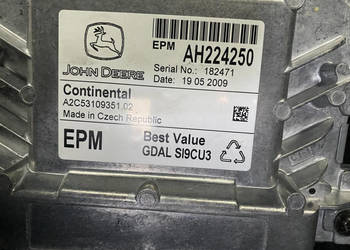 EPM AH224250
JOHN DEERE
Serial No.: 182471
Date: 19 05 2009
Continental
A2C53109351.02
Made in Czech Republic
EPM
Best Value
GDAL SI9CU3